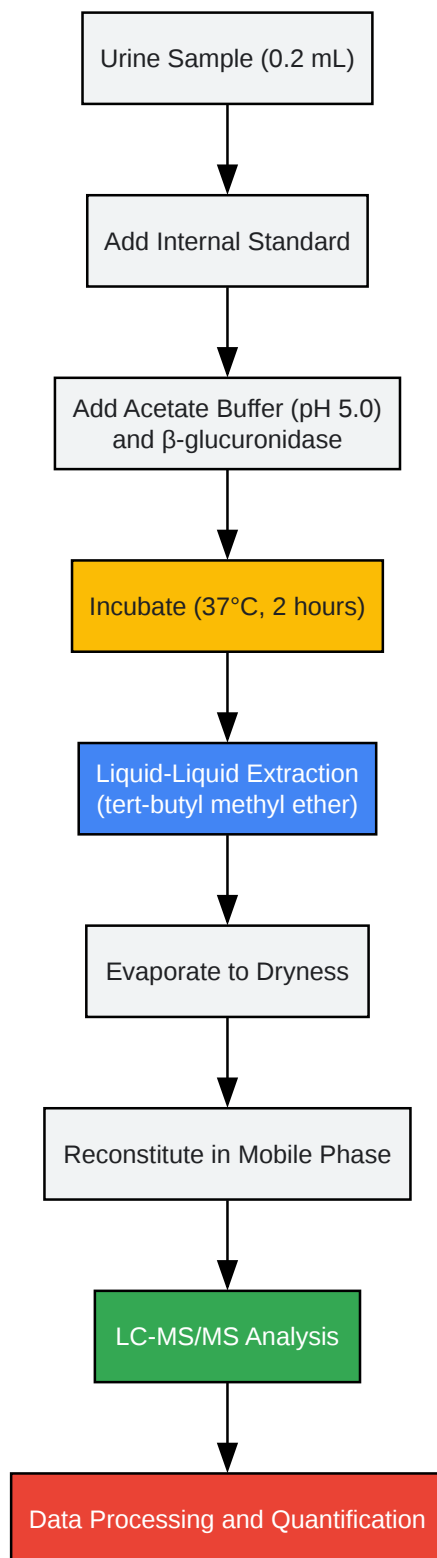 Urine Sample (0.2 mL)
Add Internal Standard
Add Acetate Buffer (pH 5.0)
and β-glucuronidase
Incubate (37°C, 2 hours)
Liquid-Liquid Extraction
(tert-butyl methyl ether)
Evaporate to Dryness
Reconstitute in Mobile Phase
LC-MS/MS Analysis
Data Processing and Quantification